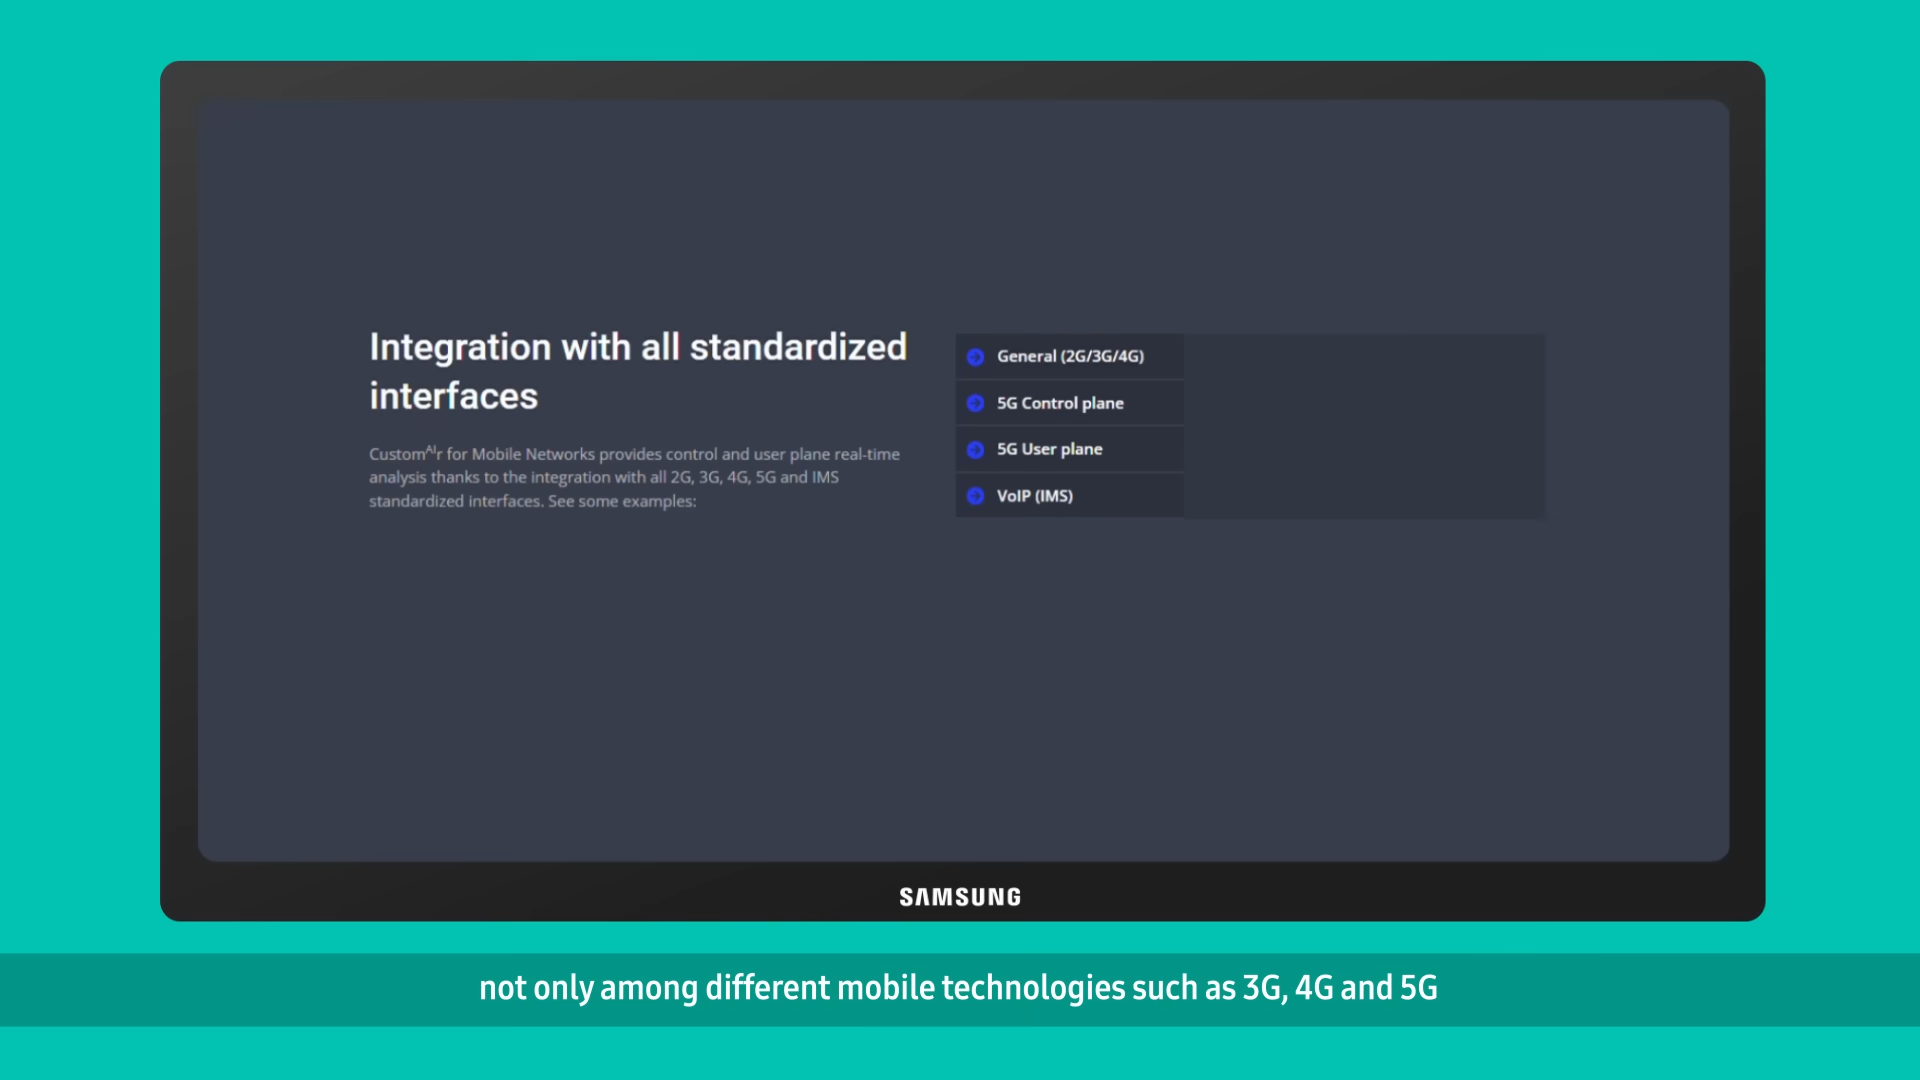 Integration with all standardized
interfaces
CustomAIr for Mobile Networks provides control and user plane real-time
analysis thanks to the integration with all 2G, 3G, 4G, 5G and IMS
standardized interfaces. See some examples:
General (2G/3G/4G)
5G Control plane
5G User plane
VoIP (IMS)
SAMSUNG
not only among different mobile technologies such as 3G, 4G and 5G